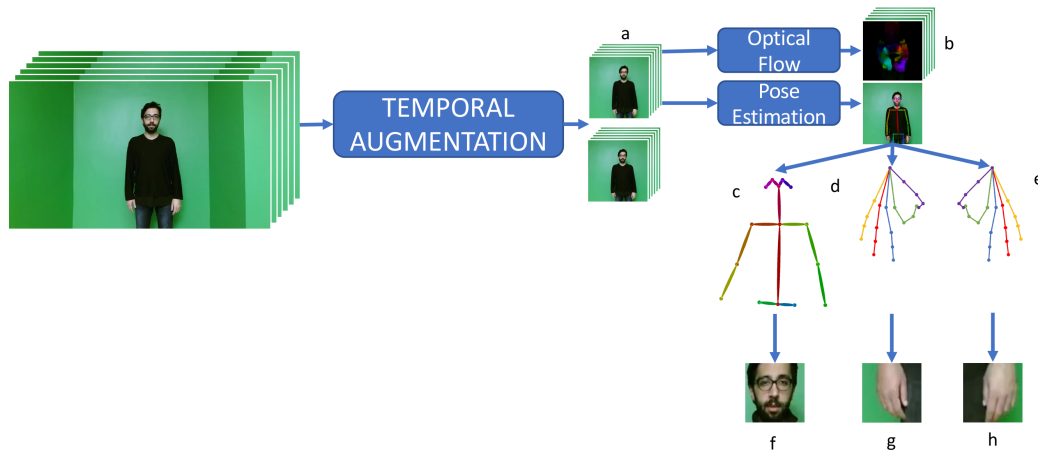 a
Optical
Flow
b
Pose
Estimation
TEMPORAL
AUGMENTATION
c
d
e
f
g
h